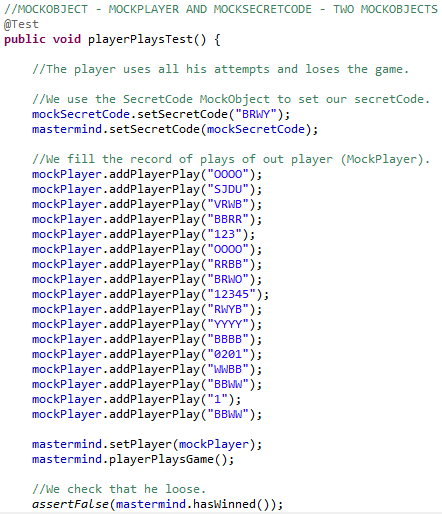 //MOCKOBJECT - MOCKPLAYER AND MOCKSECRETCODE - TWO MOCKOBJECTS
@Test
public void playerPlaysTest() {
//The player uses all his attempts and loses the game.
//We use the SecretCode MockObject to set our secretCode.
mockSecretCode.setSecretCode("BRWY");
mastermind.setSecretCode(mockSecretCode);
//We fill the record of plays of out player (MockPlayer).
mockPlayer.addPlayerPlay("OOOO");
mockPlayer.addPlayerPlay("SJDU");
mockPlayer.addPlayerPlay("VRWB");
mockPlayer.addPlayerPlay("BBRR");
mockPlayer.addPlayerPlay("123");
mockPlayer.addPlayerPlay("OOOO");
mockPlayer.addPlayerPlay("RRBB");
mockPlayer.addPlayerPlay("BRWO");
mockPlayer.addPlayerPlay("12345");
mockPlayer.addPlayerPlay("RWYB");
mockPlayer.addPlayerPlay("YYYY");
mockPlayer.addPlayerPlay("BBBB");
mockPlayer.addPlayerPlay("0201");
mockPlayer.addPlayerPlay("WWBB");
mockPlayer.addPlayerPlay("BBWW");
mockPlayer.addPlayerPlay("1");
mockPlayer.addPlayerPlay("BBWW");
mastermind.setPlayer(mockPlayer);
mastermind.playerPlaysGame();
//We check that he loose.
assertFalse(mastermind.hasWinned());